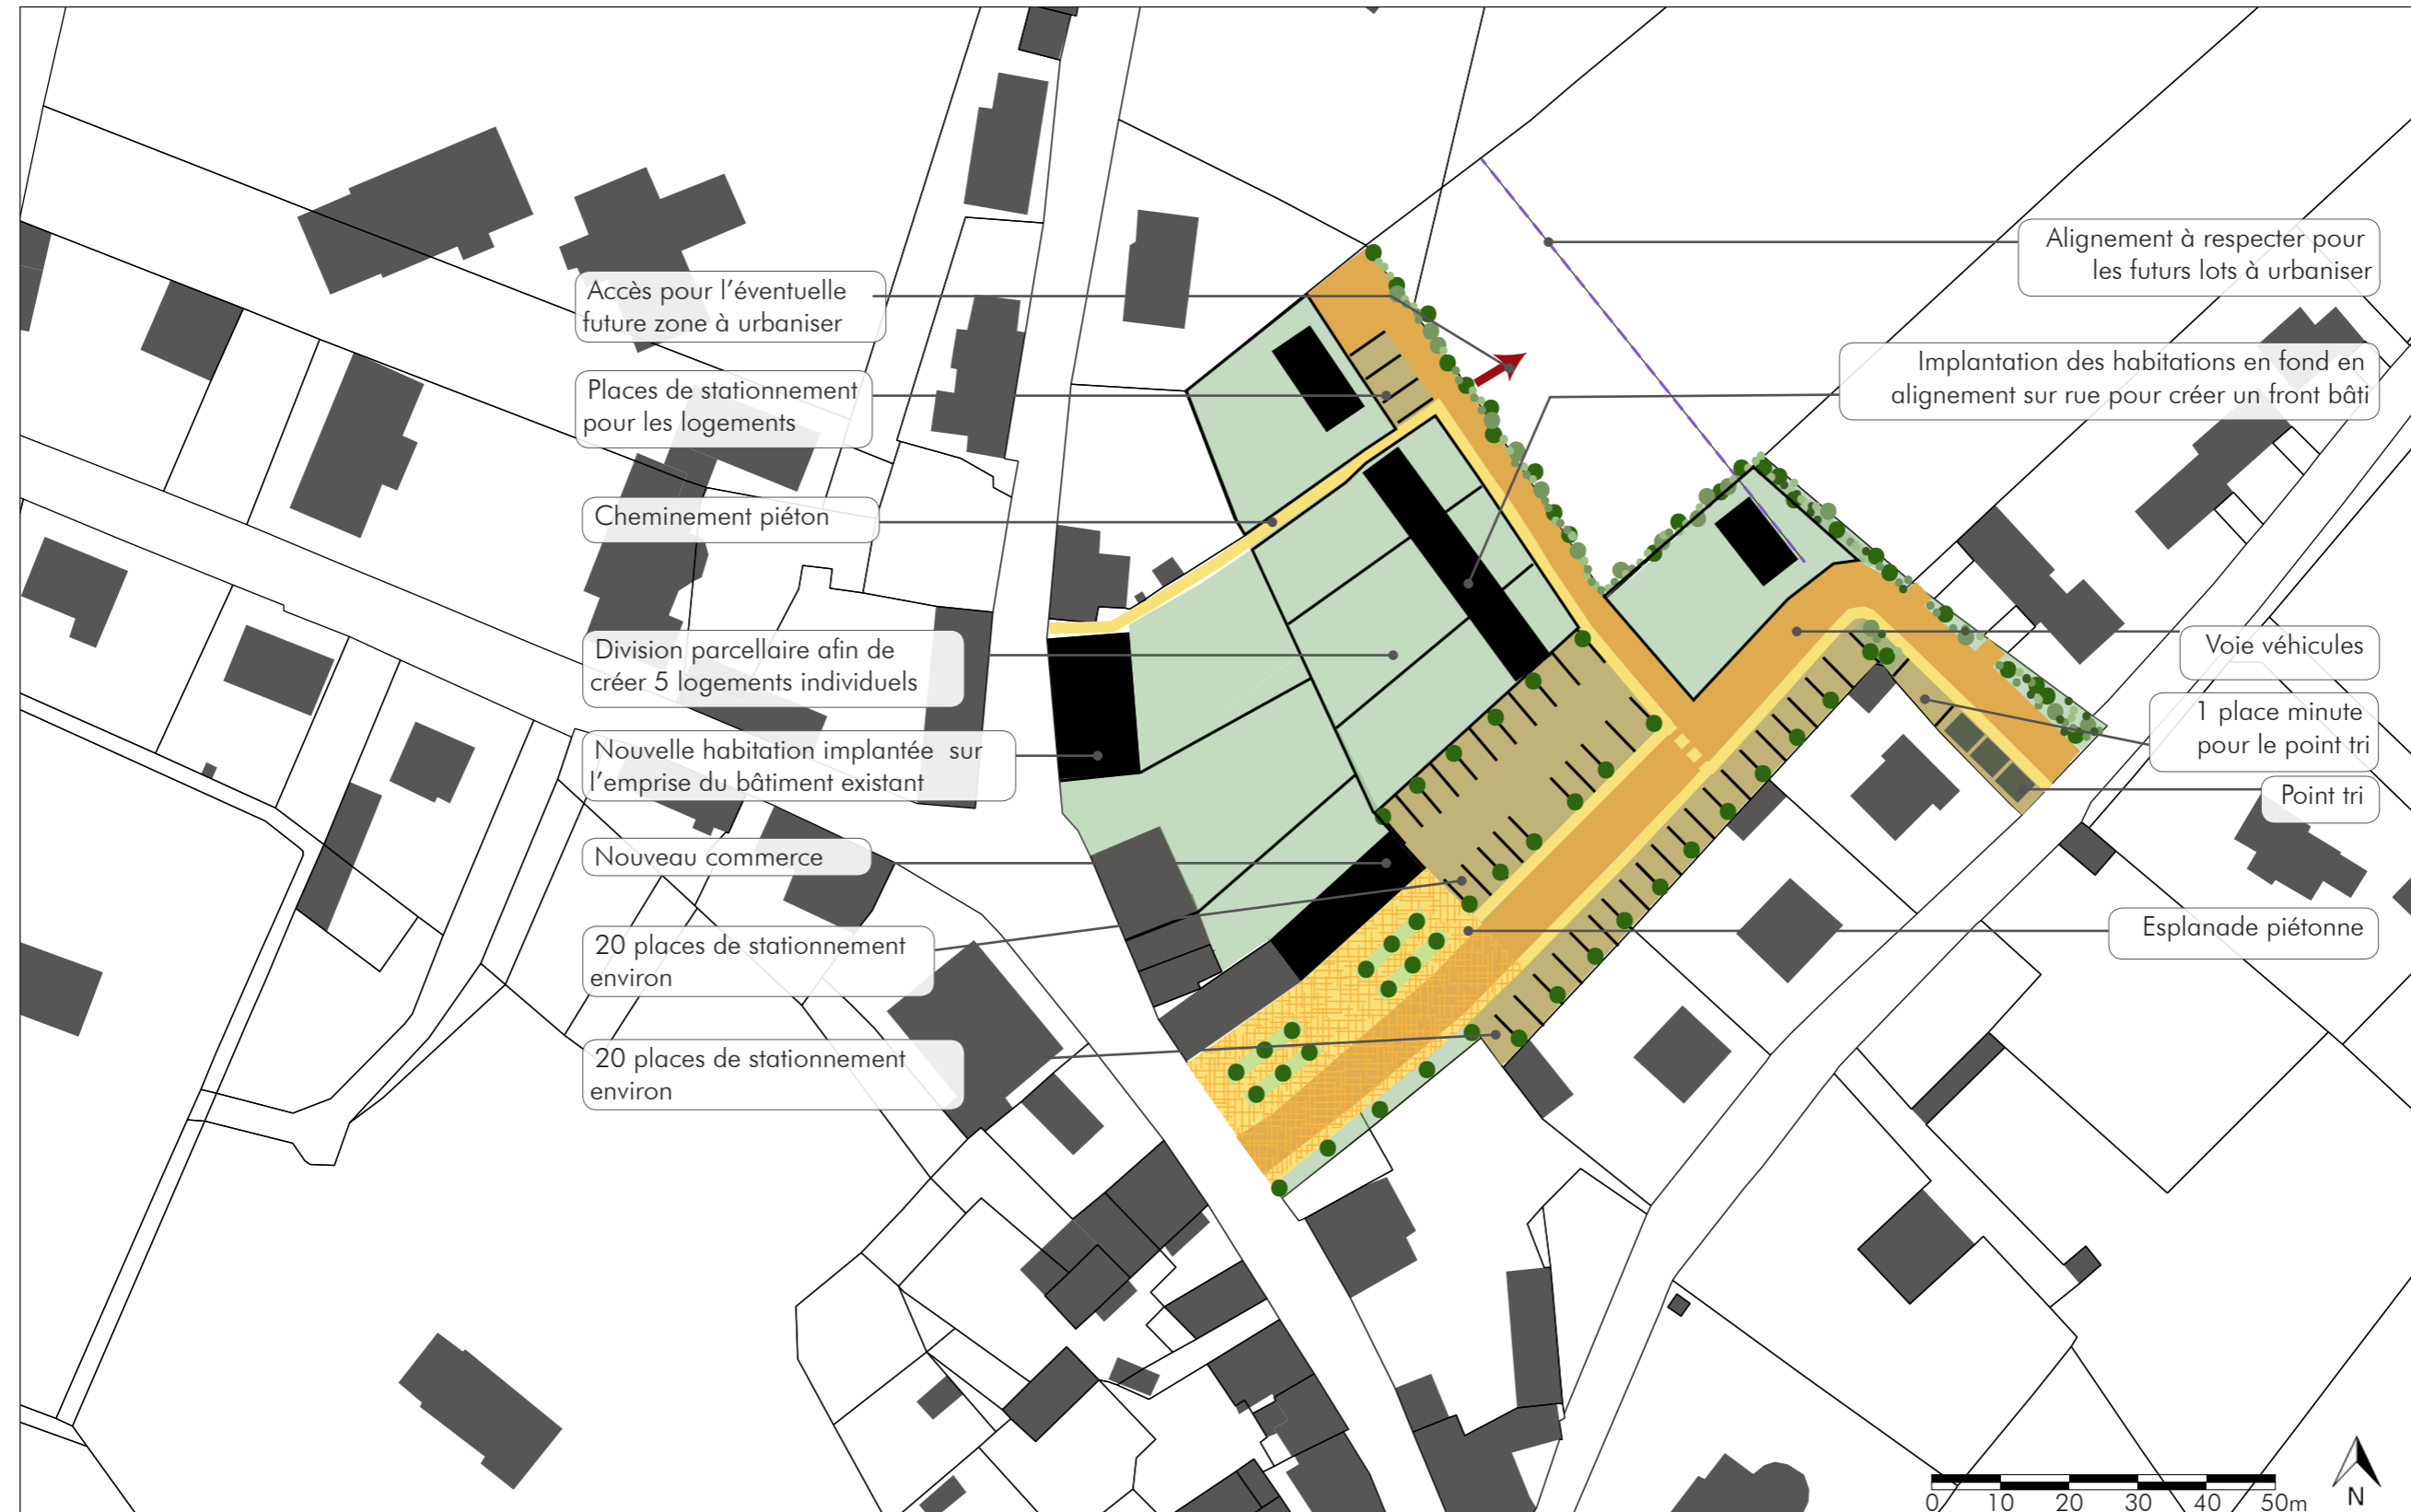 Accès pour l'éventuelle
future zone à urbaniser
Places de stationnement
pour les logements
Cheminement piéton
Division parcellaire afin de
créer 5 logements individuels
Nouvelle habitation implantée sur
l'emprise du bâtiment existant
Nouveau commerce
20 places de stationnement
environ
20 places de stationnement
environ
Alignement à respecter pour
les futurs lots à urbaniser
Implantation des habitations en fond en
alignement sur rue pour créer un front bâti
Voie véhicules
1 place minute
pour le point tri
Point tri
Esplanade piétonne
0 10 20 30 40 50m
N